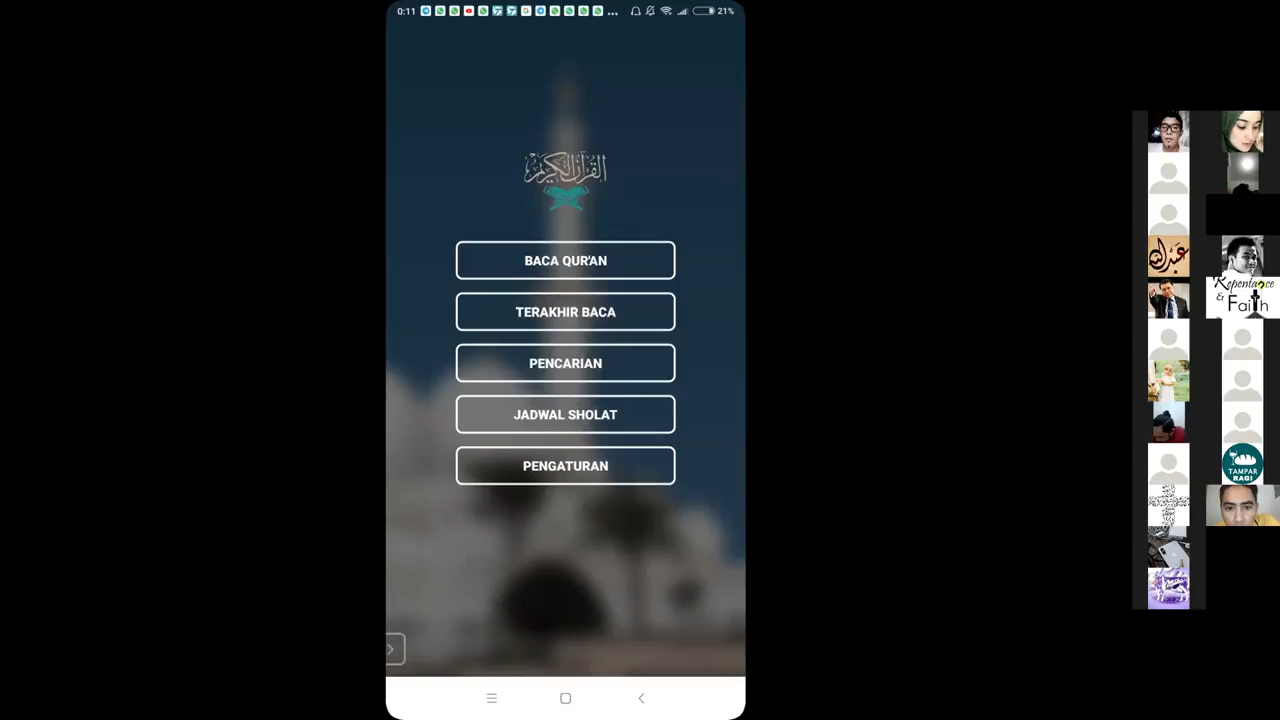 0:11
21%
القرآن الكريم
BACA QUR'AN
TERAKHIR BACA
PENCARIAN
JADWAL SHOLAT
PENGATURAN
Repentance
& Faith
TAMPAR
RAGI